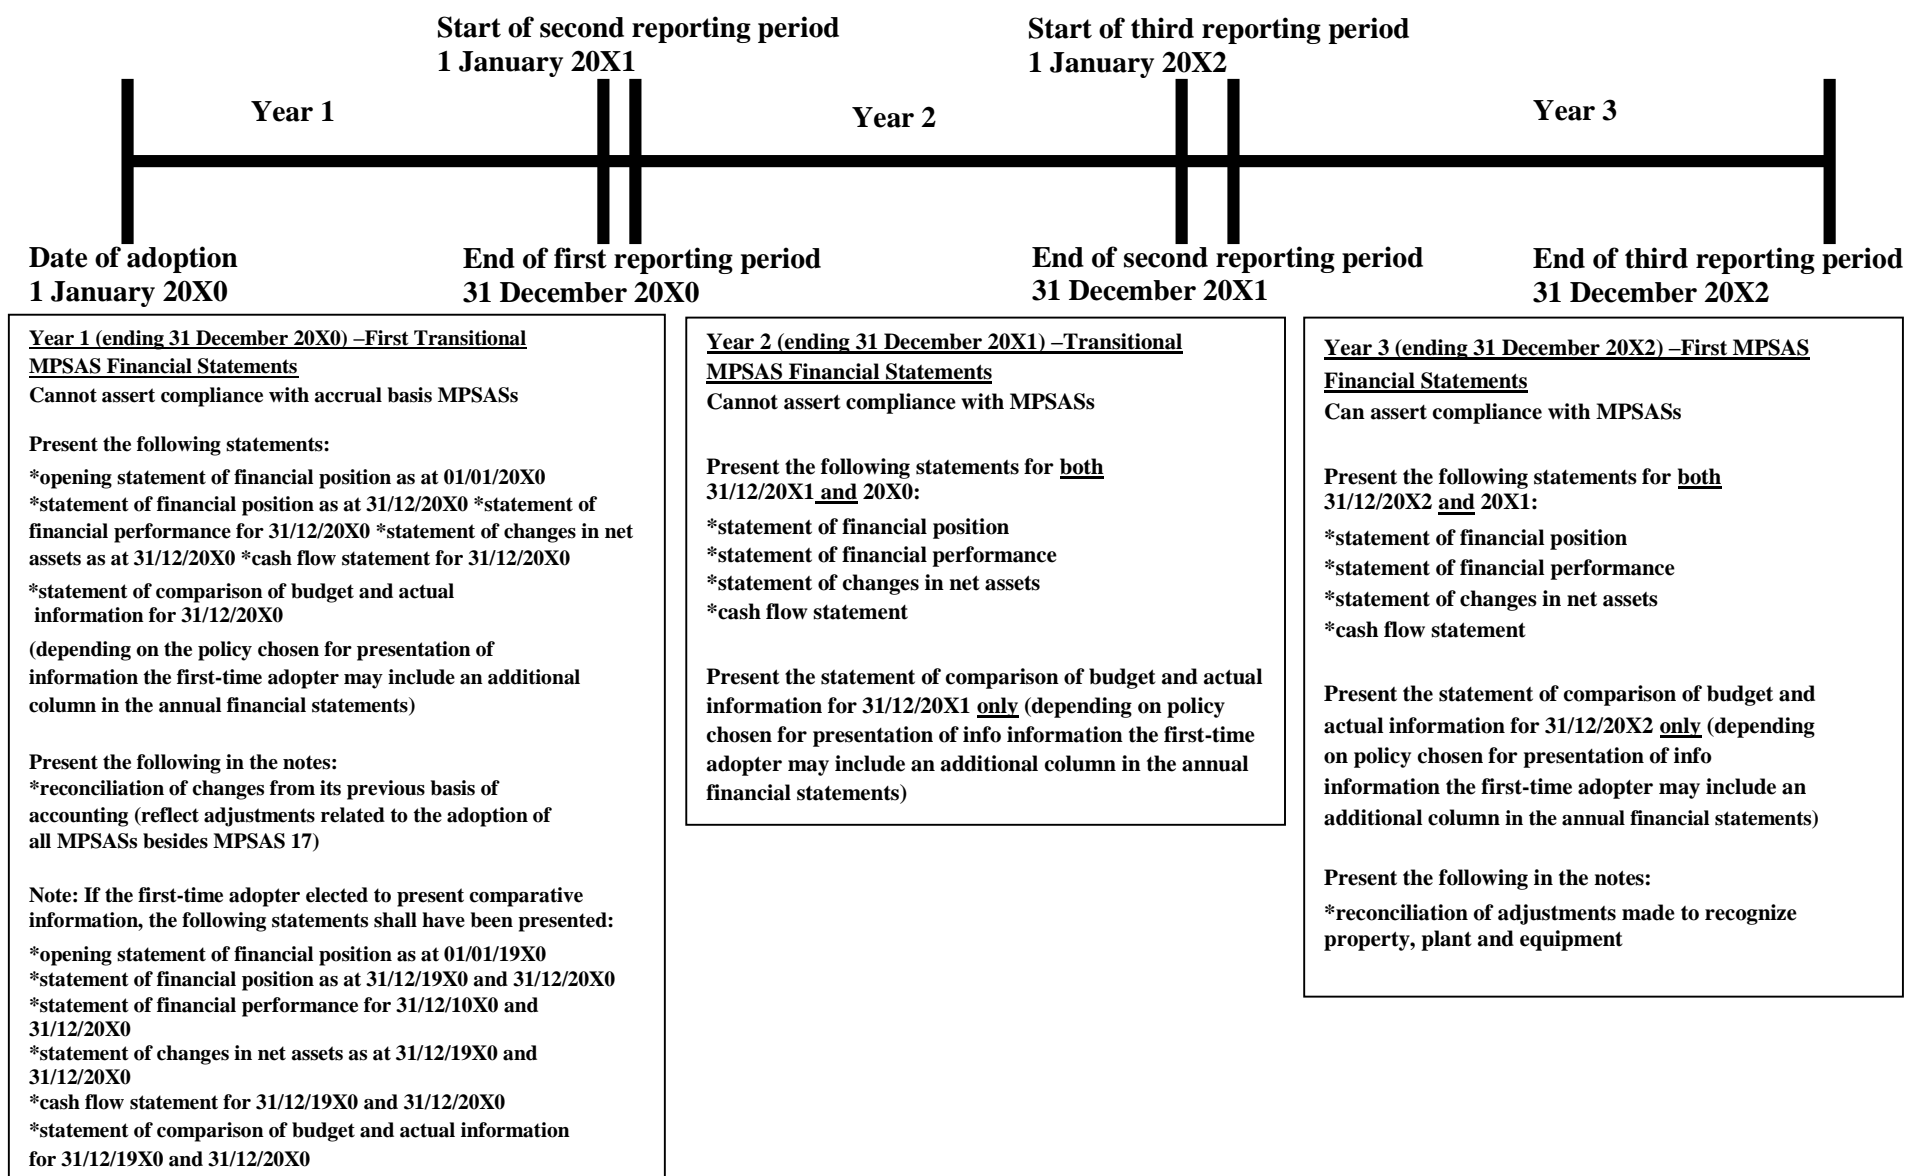 Start of second reporting period
1 January 20X1
Start of third reporting period
1 January 20X2
Year 1
Year 2
Year 3
Date of adoption
1 January 20X0
End of first reporting period
31 December 20X0
End of second reporting period
31 December 20X1
End of third reporting period
31 December 20X2
Year 1 (ending 31 December 20X0) –First Transitional
MPSAS Financial Statements
Cannot assert compliance with accrual basis MPSASs
Present the following statements:
*opening statement of financial position as at 01/01/20X0
*statement of financial position as at 31/12/20X0 *statement of
financial performance for 31/12/20X0 *statement of changes in net
assets as at 31/12/20X0 *cash flow statement for 31/12/20X0
*statement of comparison of budget and actual
information for 31/12/20X0
(depending on the policy chosen for presentation of
information the first-time adopter may include an additional
column in the annual financial statements)
Present the following in the notes:
*reconciliation of changes from its previous basis of
accounting (reflect adjustments related to the adoption of
all MPSASs besides MPSAS 17)
Note: If the first-time adopter elected to present comparative
information, the following statements shall have been presented:
*opening statement of financial position as at 01/01/19X0
*statement of financial position as at 31/12/19X0 and 31/12/20X0
*statement of financial performance for 31/12/10X0 and
31/12/20X0
*statement of changes in net assets as at 31/12/19X0 and
31/12/20X0
*cash flow statement for 31/12/19X0 and 31/12/20X0
*statement of comparison of budget and actual information
for 31/12/19X0 and 31/12/20X0
Year 2 (ending 31 December 20X1) –Transitional
MPSAS Financial Statements
Cannot assert compliance with MPSASs
Present the following statements for both
31/12/20X1 and 20X0:
*statement of financial position
*statement of financial performance
*statement of changes in net assets
*cash flow statement
Present the statement of comparison of budget and actual
information for 31/12/20X1 only (depending on policy
chosen for presentation of info information the first-time
adopter may include an additional column in the annual
financial statements)
Year 3 (ending 31 December 20X2) –First MPSAS
Financial Statements
Can assert compliance with MPSASs
Present the following statements for both
31/12/20X2 and 20X1:
*statement of financial position
*statement of financial performance
*statement of changes in net assets
*cash flow statement
Present the statement of comparison of budget and
actual information for 31/12/20X2 only (depending
on policy chosen for presentation of info
information the first-time adopter may include an
additional column in the annual financial statements)
Present the following in the notes:
*reconciliation of adjustments made to recognize
property, plant and equipment